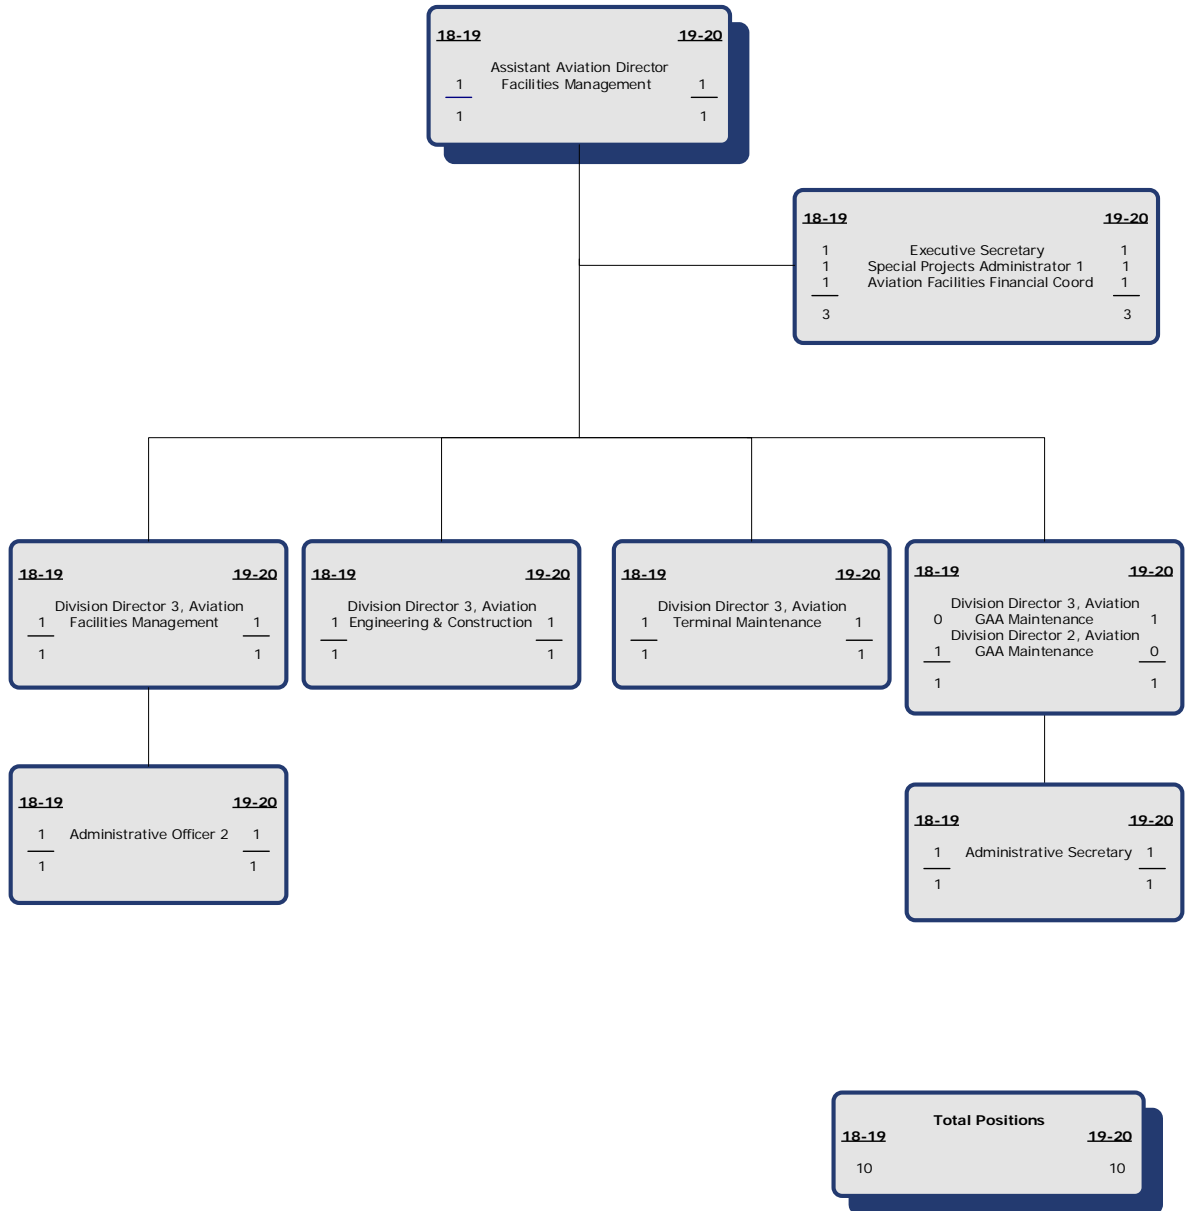 18-19 19-20
Assistant Aviation Director
1 Facilities Management 1
1 1
18-19 19-20
1 Executive Secretary 1
1 Special Projects Administrator 1 1
1 Aviation Facilities Financial Coord 1
3 3
18-19 19-20
Division Director 3, Aviation
1 Facilities Management 1
1 1
18-19 19-20
Division Director 3, Aviation
1 Engineering & Construction 1
1 1
18-19 19-20
Division Director 3, Aviation
1 Terminal Maintenance 1
1 1
18-19 19-20
Division Director 3, Aviation
0 GAA Maintenance 1
Division Director 2, Aviation
1 GAA Maintenance 0
1 1
18-19 19-20
1 Administrative Officer 2 1
1 1
18-19 19-20
1 Administrative Secretary 1
1 1
Total Positions
18-19 19-20
10 10